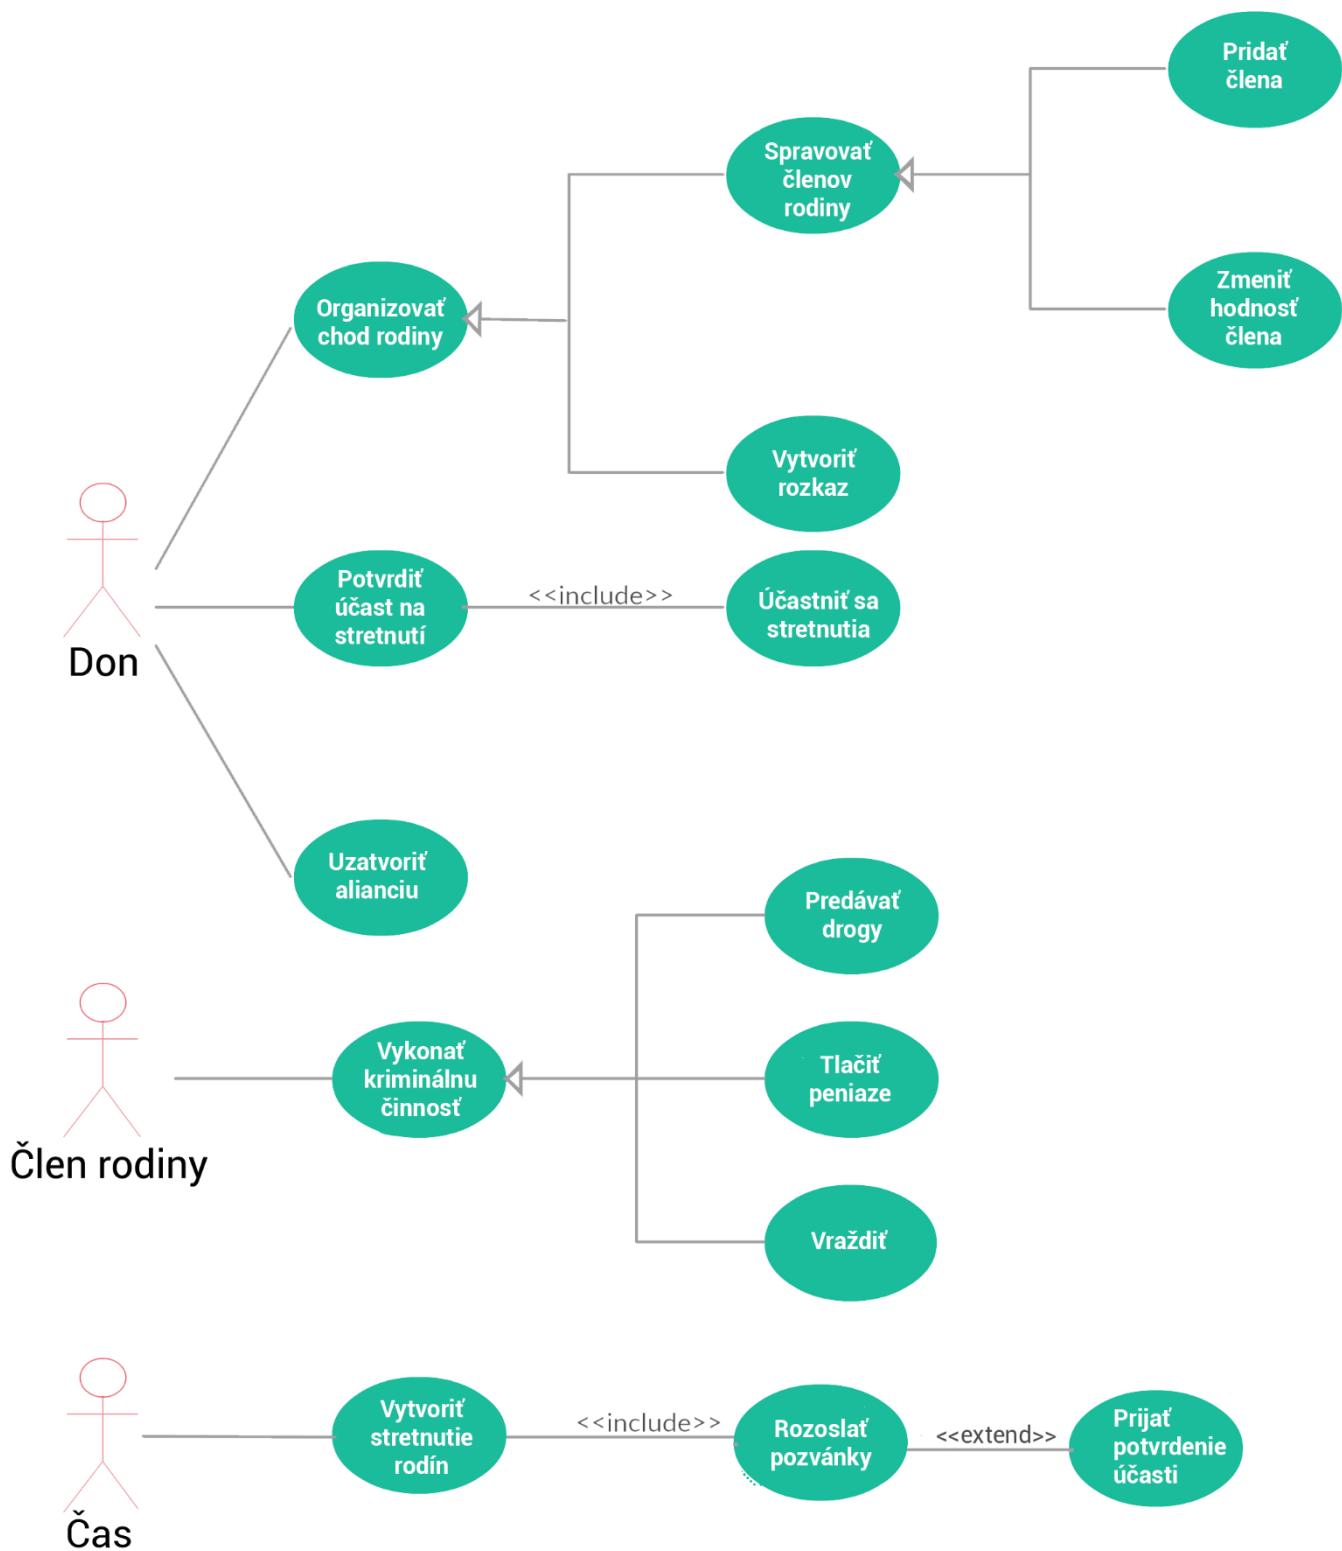 Pridať
člena
Spravovať
členov
rodiny
Zmeniť
hodnosť
člena
Organizovať
chod rodiny
Vytvoriť
rozkaz
Don
Potvrdiť
účast na
stretnutí
<<include>>
Účastniť sa
stretnutia
Uzatvoriť
alianciu
Predávať
drogy
Člen rodiny
Vykonať
kriminálnu
činnosť
Tlačiť
peniaze
Vraždiť
Čas
Vytvoriť
stretnutie
rodín
<<include>>
Rozoslať
pozvánky
<<extend>>
Prijať
potvrdenie
účasti